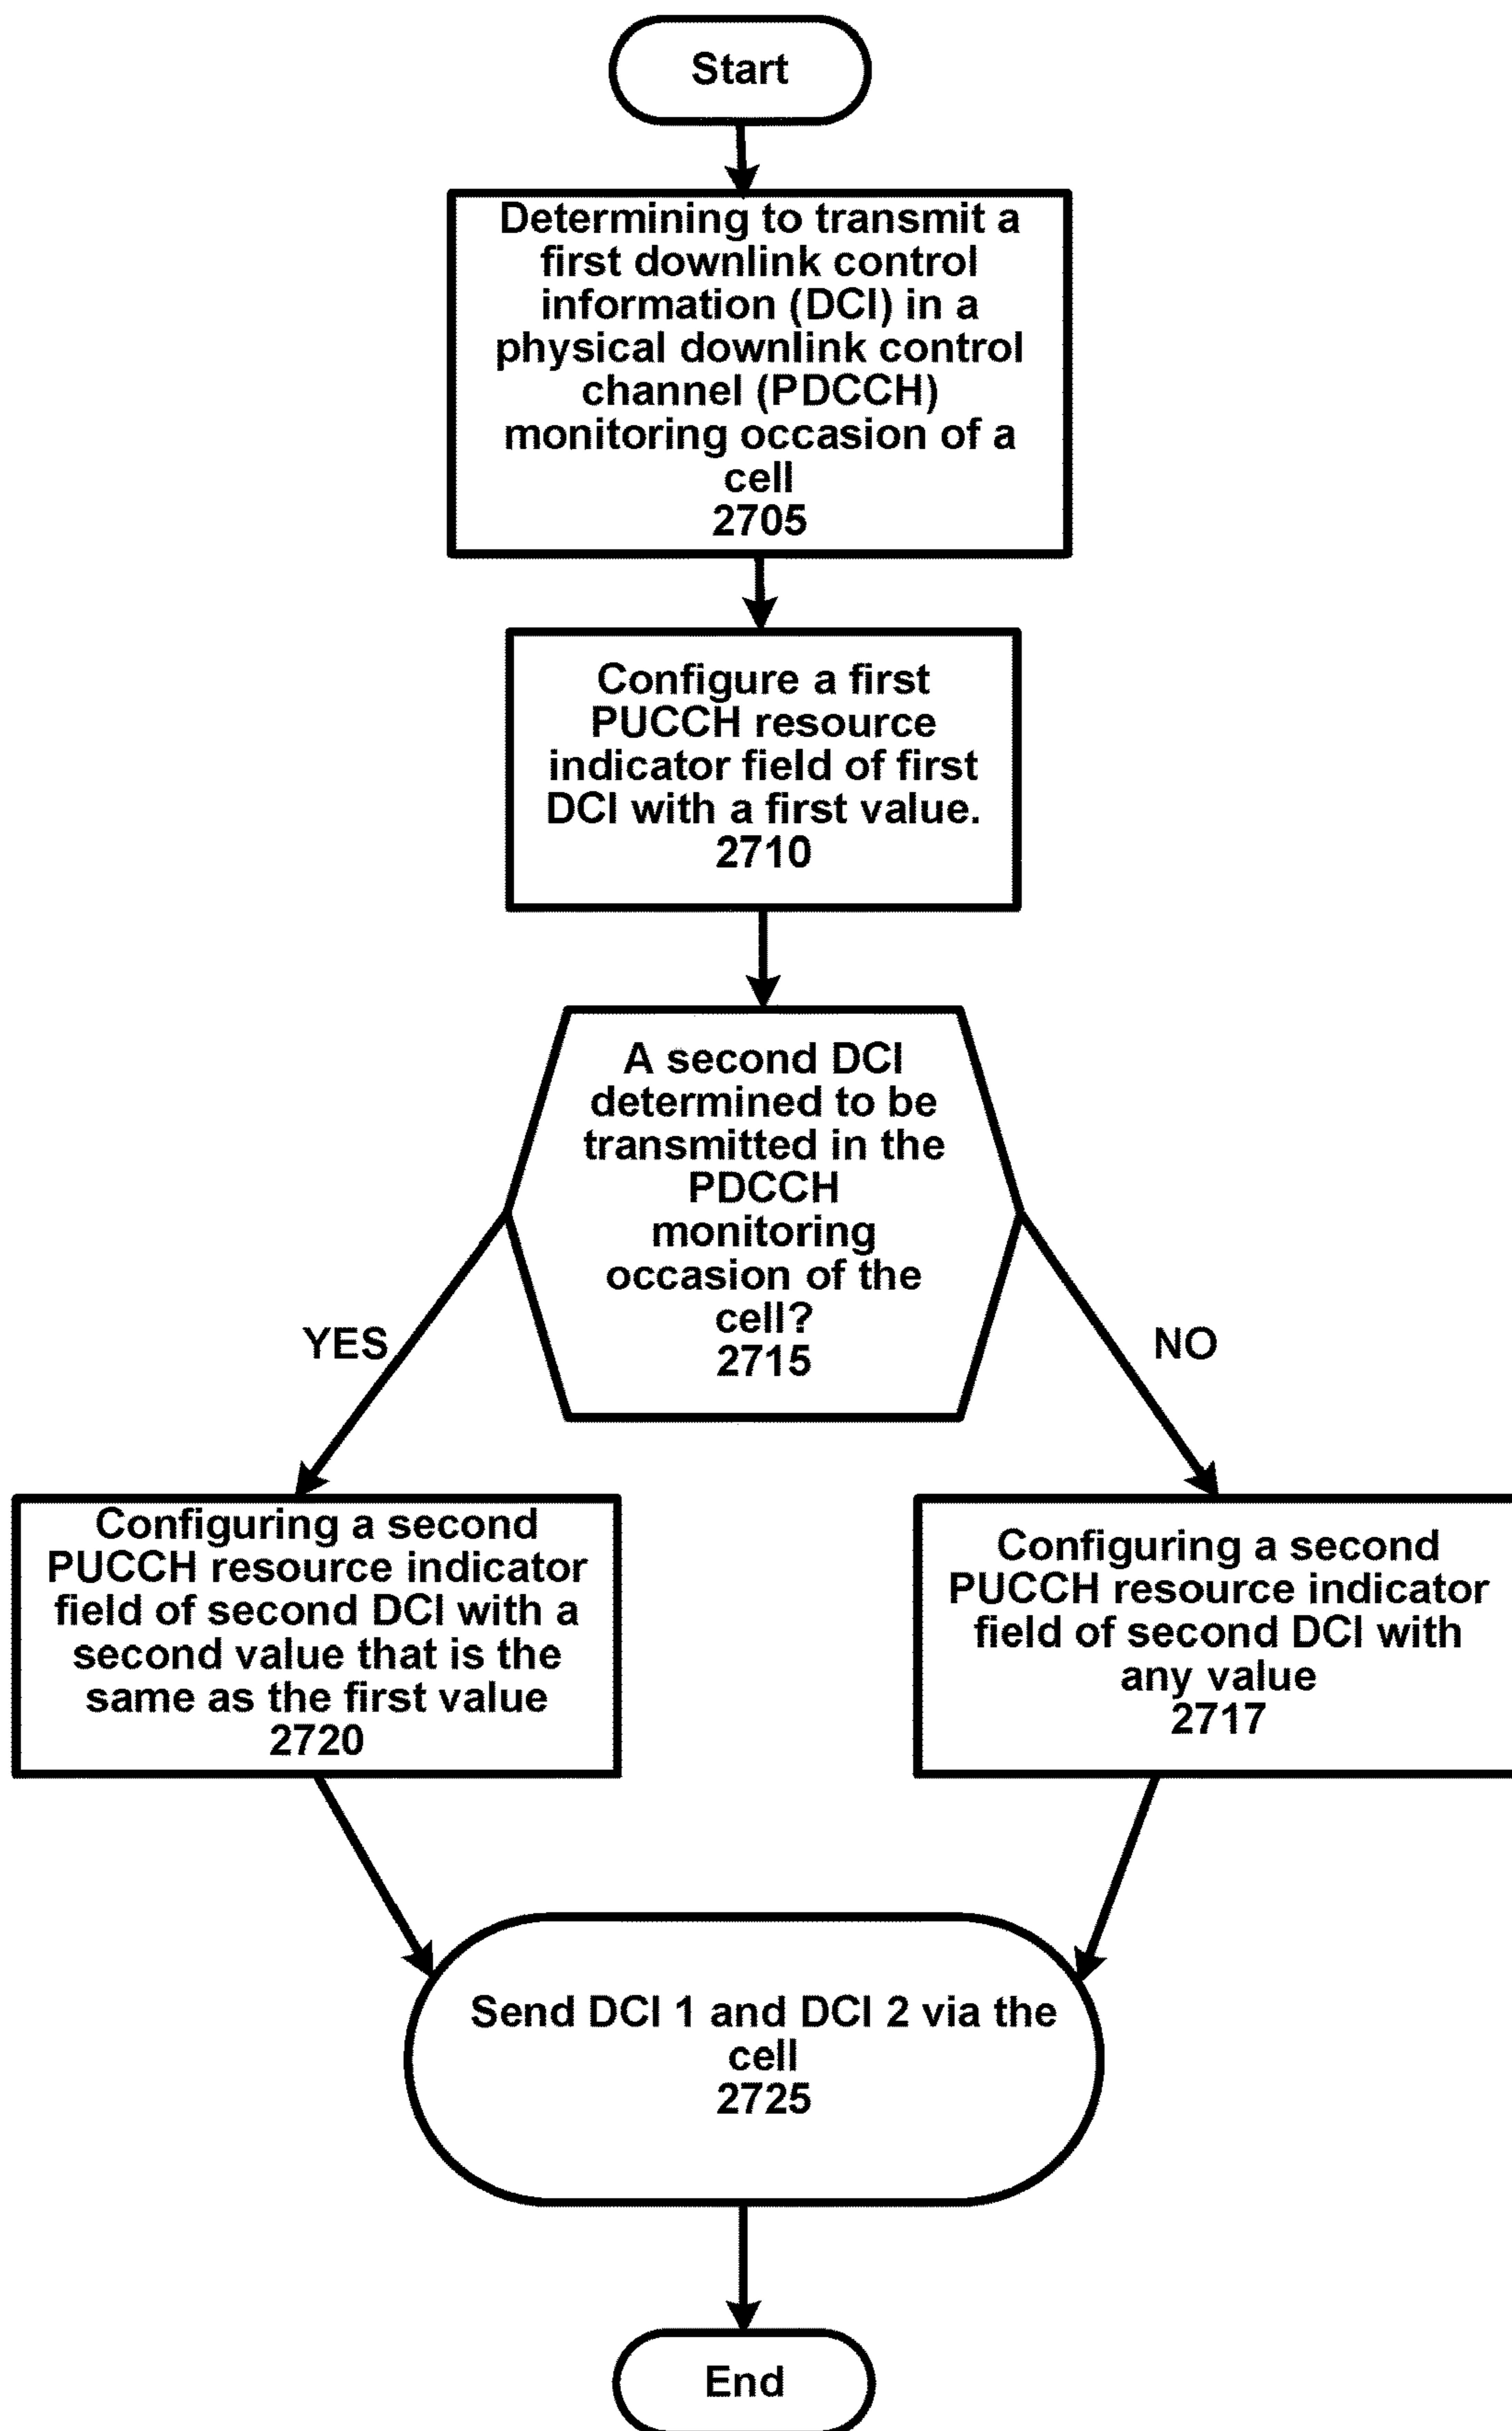 Start
Determining to transmit a
first downlink control
information (DCI) in a
physical downlink control
channel (PDCCH)
monitoring occasion of a
cell
2705
Configure a first
PUCCH resource
indicator field of first
DCI with a first value.
2710
A second DCI
determined to be
transmitted in the
PDCCH
monitoring
occasion of the
cell?
2715
YES
NO
Configuring a second
PUCCH resource indicator
field of second DCI with a
second value that is the
same as the first value
2720
Configuring a second
PUCCH resource indicator
field of second DCI with
any value
2717
Send DCI 1 and DCI 2 via the
cell
2725
End